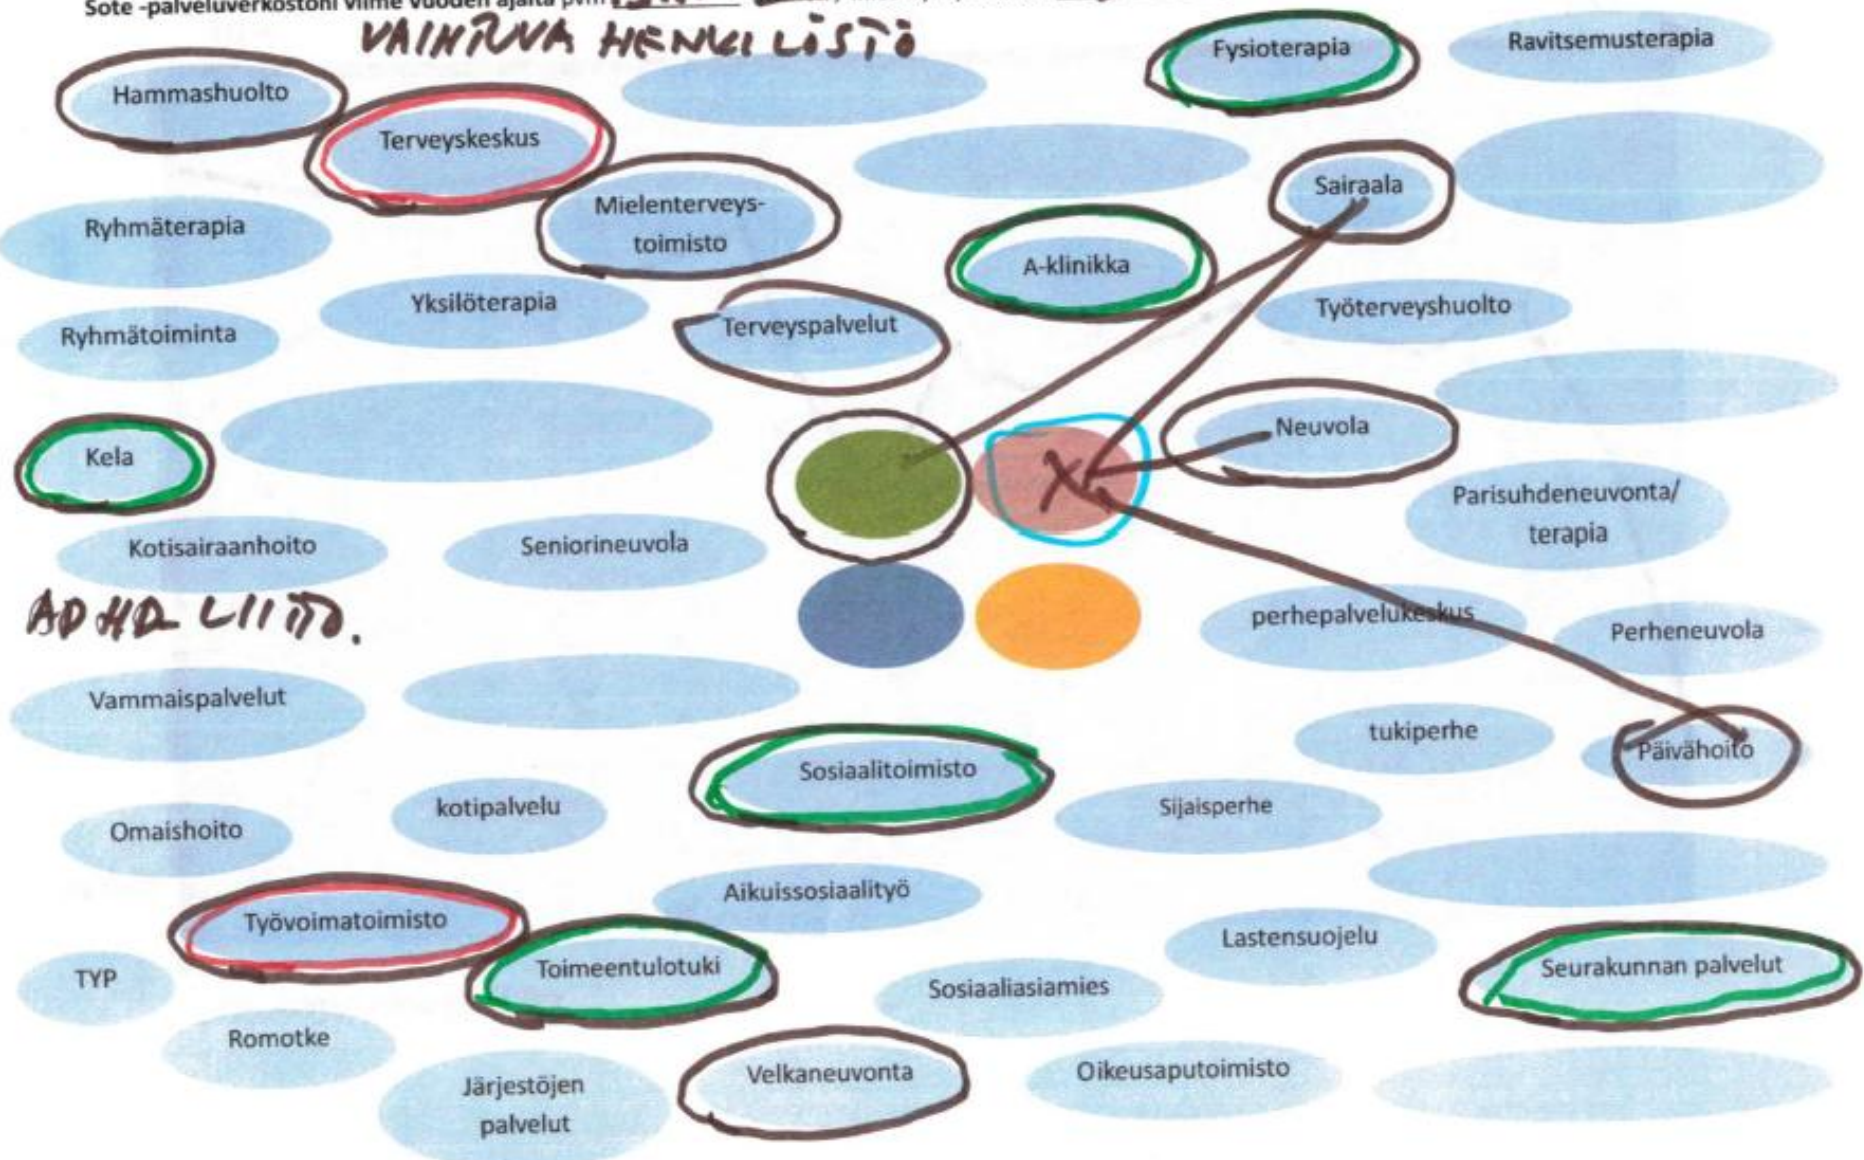 Sote -palveluverkostoni viime vuoden ajalta pvm
VAIHTUVA HENKILÖSTÖ
Fysioterapia
Ravitsemusterapia
Hammashuolto
Terveyskeskus
Sairaala
Mielenterveys-
toimisto
Ryhmäterapia
A-klinikka
Yksilöterapia
Työterveyshuolto
Terveyspalvelut
Ryhmätoiminta
Neuvola
Kela
Parisuhdeneuvonta/
terapia
Kotisairaanhoito
Seniorineuvola
ADHD LIITTO.
perhepalvelukeskus
Perheneuvola
Vammaispalvelut
tukiperhe
Päivähoito
Sosiaalitoimisto
kotipalvelu
Sijaisperhe
Omaishoito
Aikuissosiaalityö
Työvoimatoimisto
Lastensuojelu
Toimeentulotuki
Seurakunnan palvelut
TYP
Sosiaaliasiamies
Romotke
Velkaneuvonta
Oikeusaputoimisto
Järjestöjen
palvelut